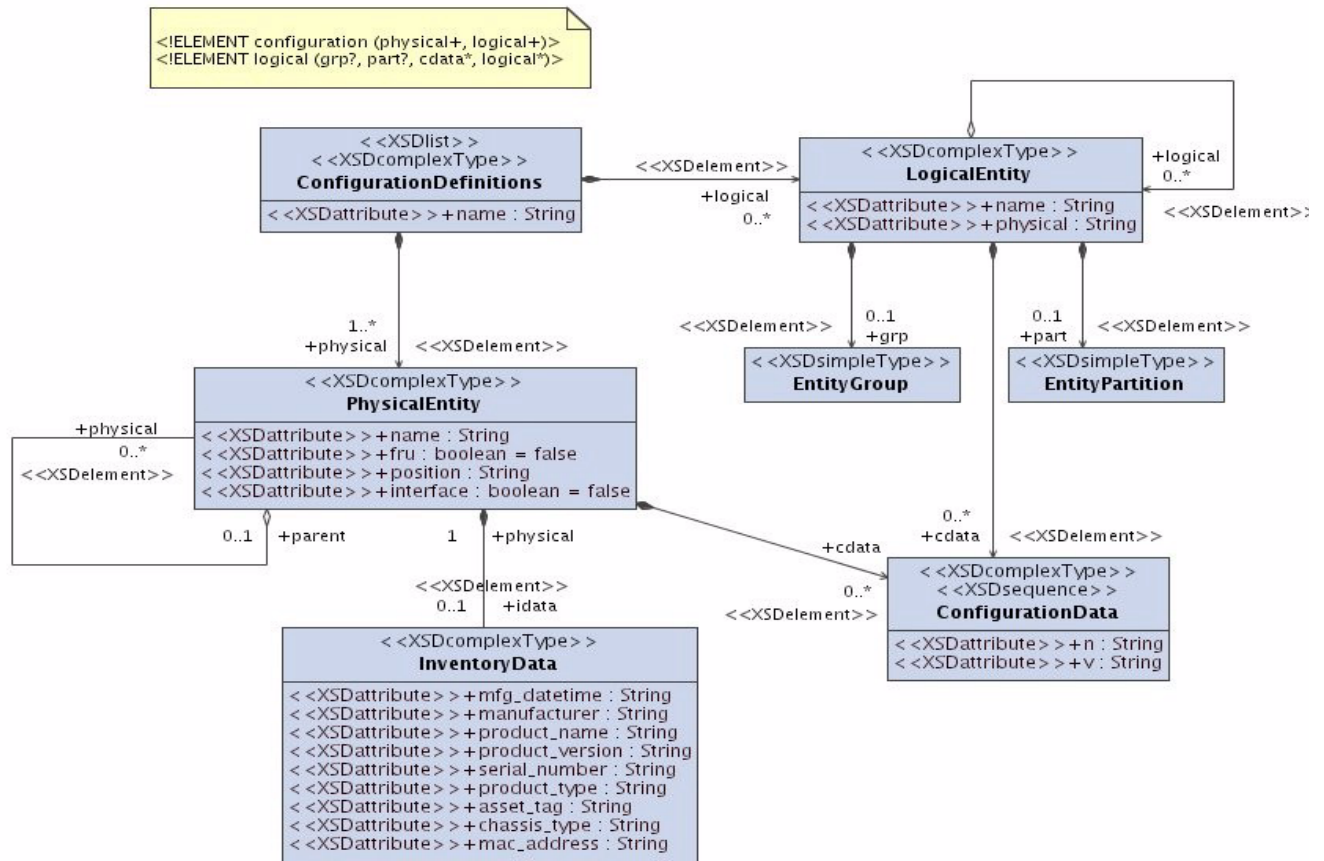 <!ELEMENT configuration (physical+, logical+)>
<!ELEMENT logical (grp?, part?, cdata*, logical*)>
<<XSDlist>>
<<XSDcomplexType>>
ConfigurationDefinitions
<<XSDattribute>>+name : String
<<XSDelement>>
+logical
0..*
<<XSDcomplexType>>
LogicalEntity
<<XSDattribute>>+name : String
<<XSDattribute>>+physical : String
+logical
0..*
<<XSDelement>>
1..*
+physical
<<XSDelement>>
<<XSDelement>>
0..1
+grp
0..1
+part
<<XSDelement>>
<<XSDsimpleType>>
EntityGroup
<<XSDsimpleType>>
EntityPartition
<<XSDcomplexType>>
PhysicalEntity
<<XSDattribute>>+name : String
<<XSDattribute>>+fru : boolean = false
<<XSDattribute>>+position : String
<<XSDattribute>>+interface : boolean = false
+physical
0..*
<<XSDelement>>
0..1
+parent
1
+physical
<<XSDelement>>
0..1
+idata
+cdata
0..*
<<XSDelement>>
0..*
+cdata
<<XSDelement>>
<<XSDcomplexType>>
<<XSDsequence>>
ConfigurationData
<<XSDattribute>>+n : String
<<XSDattribute>>+v : String
<<XSDcomplexType>>
InventoryData
<<XSDattribute>>+mfg_datetime : String
<<XSDattribute>>+manufacturer : String
<<XSDattribute>>+product_name : String
<<XSDattribute>>+product_version : String
<<XSDattribute>>+serial_number : String
<<XSDattribute>>+product_type : String
<<XSDattribute>>+asset_tag : String
<<XSDattribute>>+chassis_type : String
<<XSDattribute>>+mac_address : String